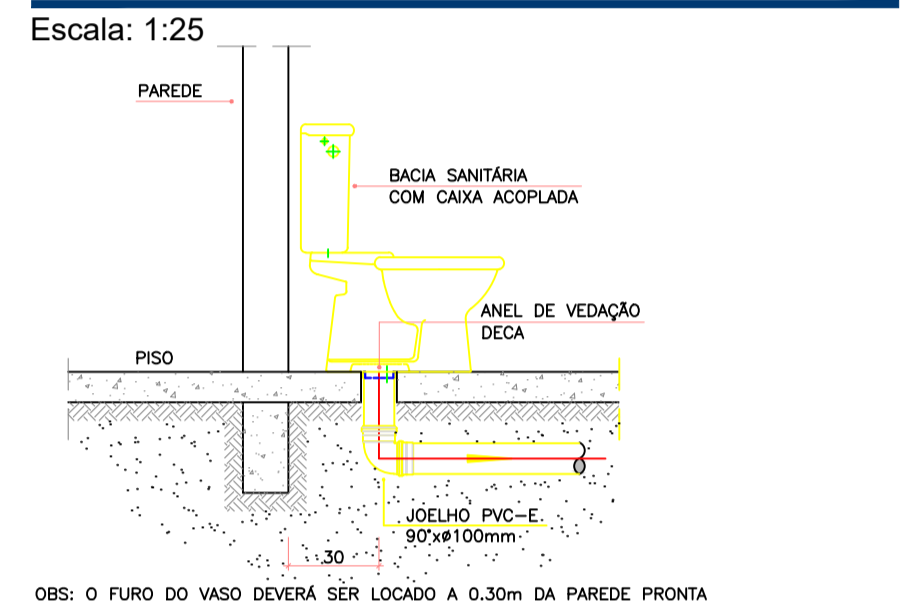 Escala: 1:25
PAREDE
BACIA SANITÁRIA
COM CAIXA ACOPLADA
ANEL DE VEDAÇÃO
DECA
PISO
JOELHO PVC-E.
90°xø100mm
.30
OBS: O FURO DO VASO DEVERÁ SER LOCADO A 0.30m DA PAREDE PRONTA